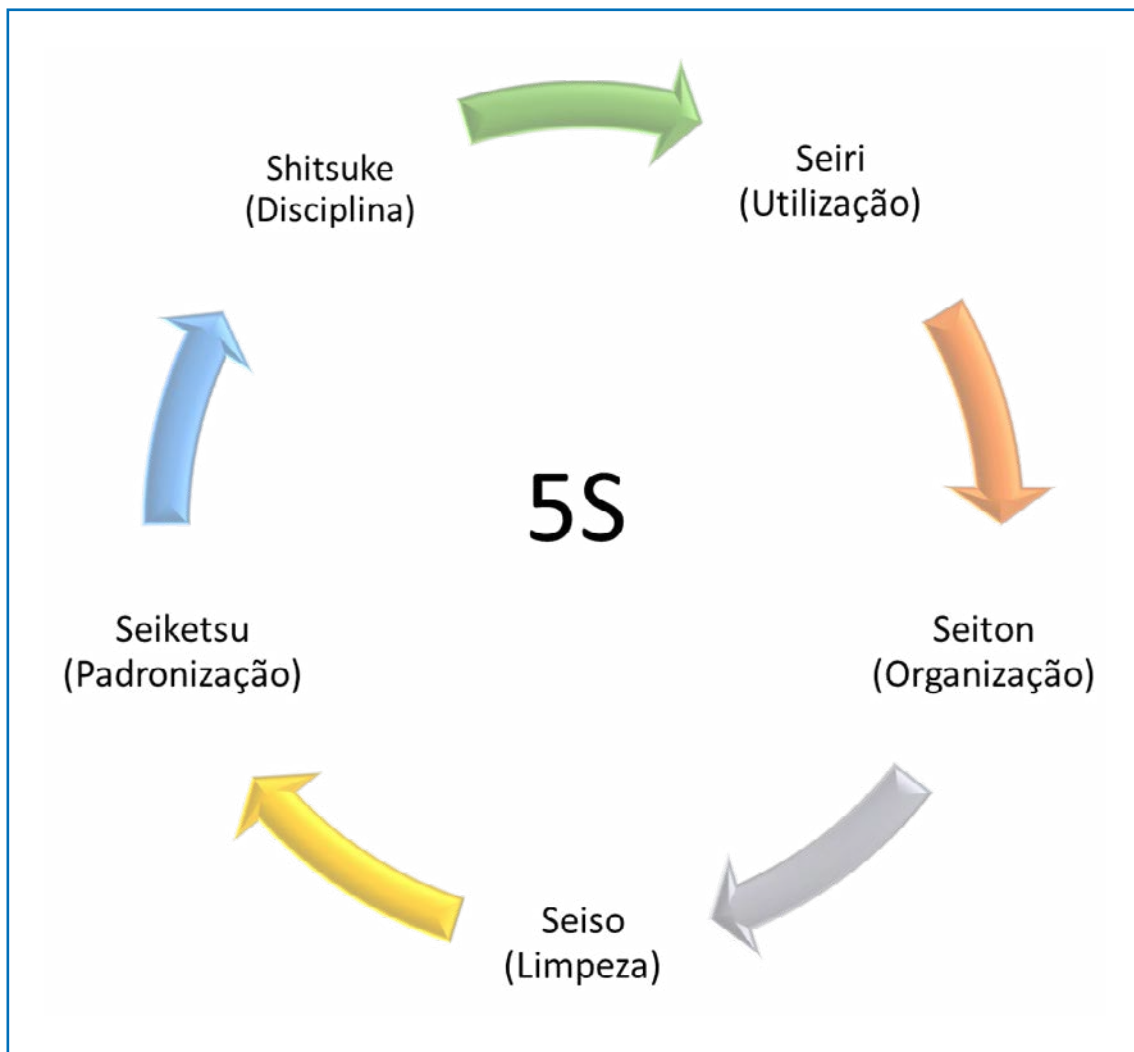 Shitsuke
(Disciplina)
Seiri
(Utilização)
5S
Seiketsu
(Padronização)
Seiton
(Organização)
Seiso
(Limpeza)